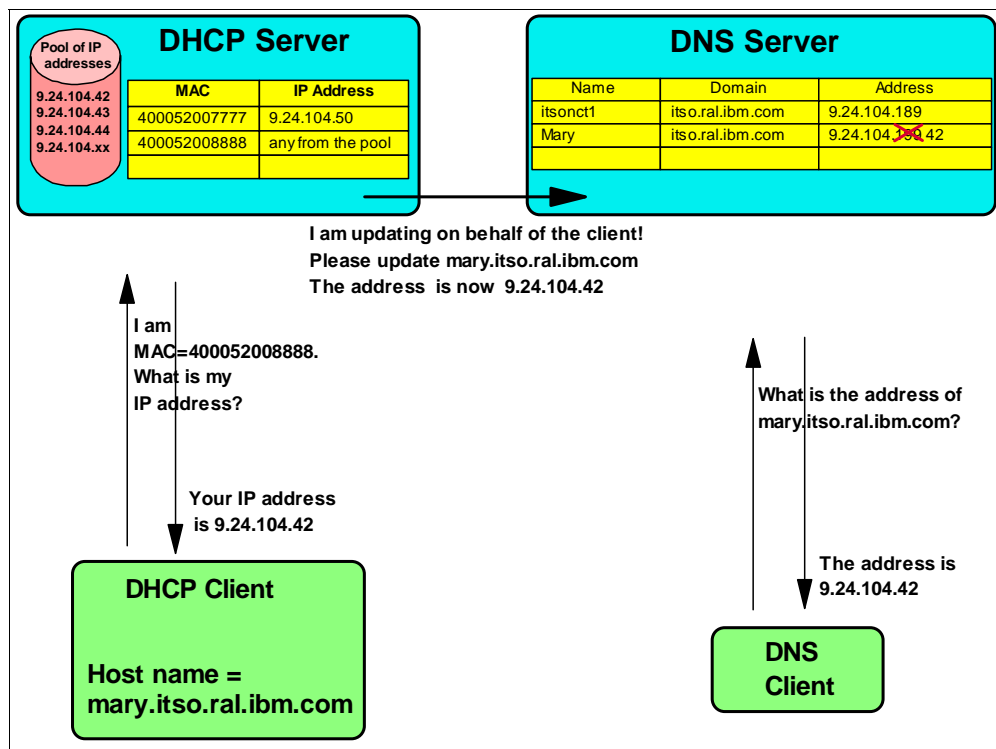 DHCP Server
Pool of IP
addresses
9.24.104.42
9.24.104.43
9.24.104.44
9.24.104.xx
MAC IP Address
400052007777 9.24.104.50
400052008888 any from the pool
DNS Server
Name Domain Address
itsonct1 itso.ral.ibm.com 9.24.104.189
Mary itso.ral.ibm.com 9.24.104. 42
I am updating on behalf of the client!
Please update mary.itso.ral.ibm.com
The address is now 9.24.104.42
I am
MAC=400052008888.
What is my
IP address?
Your IP address
is 9.24.104.42
DHCP Client
Host name =
mary.itso.ral.ibm.com
What is the address of
mary.itso.ral.ibm.com?
The address is
9.24.104.42
DNS
Client